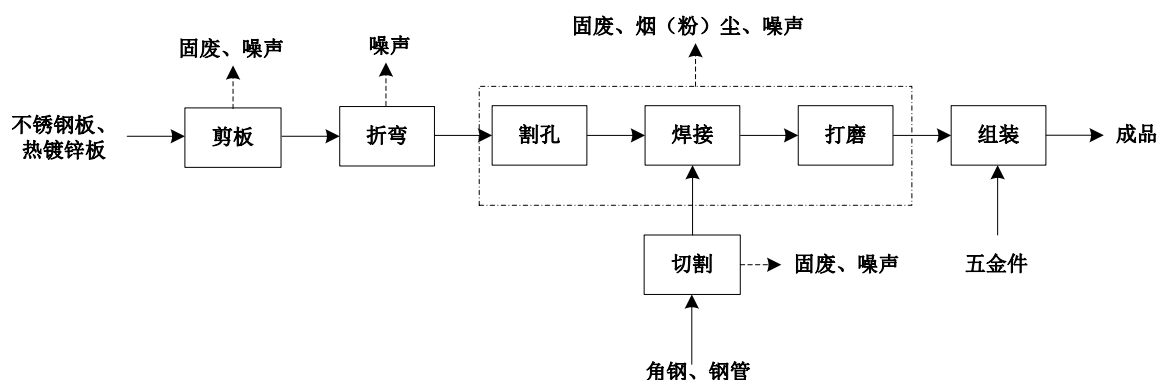 固废、烟（粉）尘、噪声
固废、噪声
噪声
不锈钢板、
热镀锌板
剪板
折弯
割孔
焊接
打磨
组装
成品
切割
固废、噪声
五金件
角钢、钢管